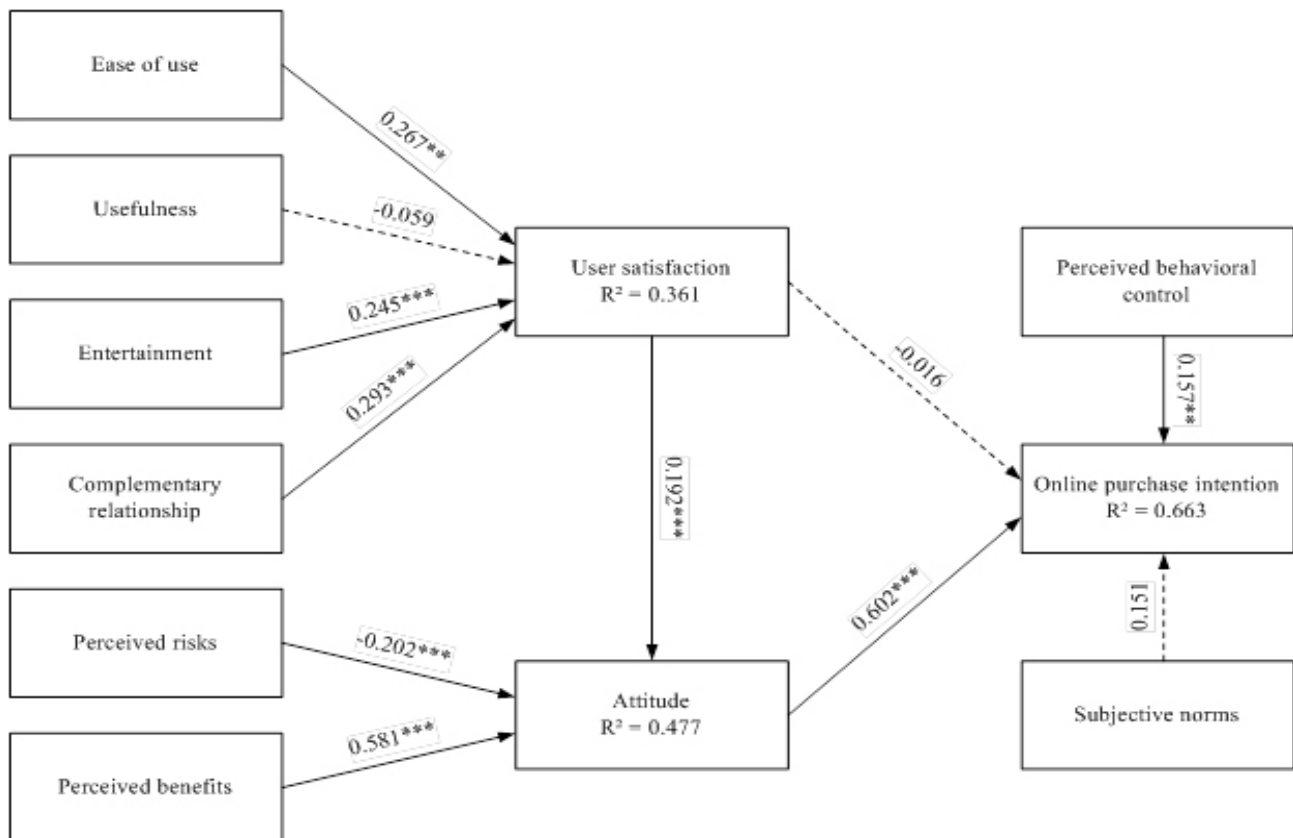 Ease of use
0.267**
Usefulness
-0.059
User satisfaction
R² = 0.361
Perceived behavioral
control
Entertainment
0.245***
-0.016
0.157**
0.293***
Complementary
relationship
0.192***
Online purchase intention
R² = 0.663
Perceived risks
-0.202***
0.602***
0.151
Attitude
R² = 0.477
Subjective norms
Perceived benefits
0.581***